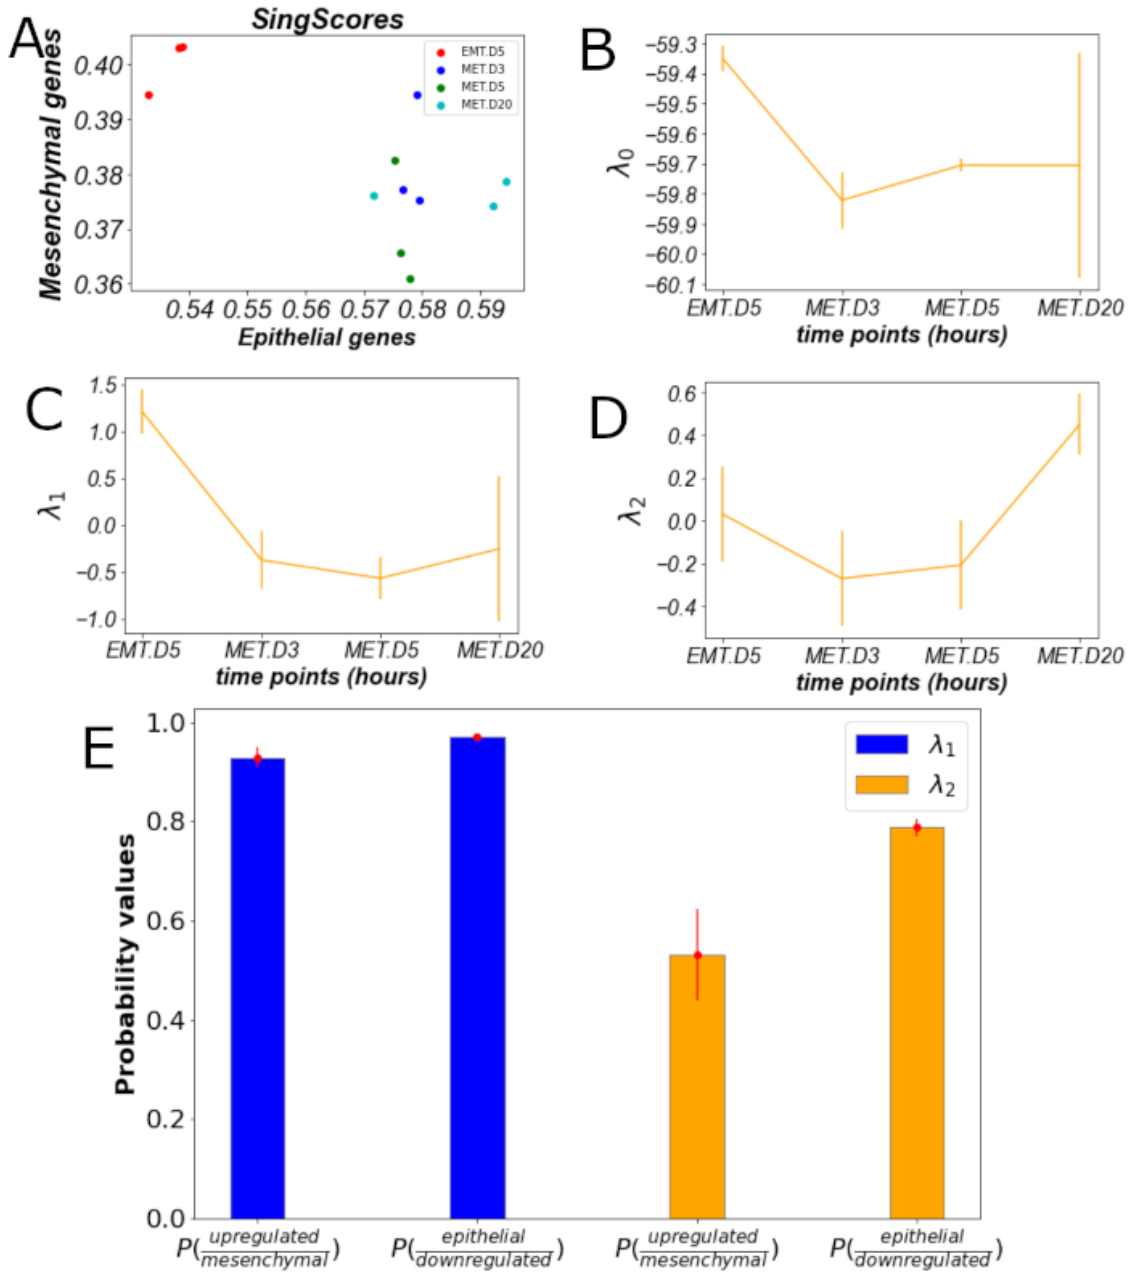 A
SingScores
Mesenchymal genes
0.40
0.39
0.38
0.37
0.36
EMT.D5
MET.D3
MET.D5
MET.D20
0.54 0.55 0.56 0.57 0.58 0.59
Epithelial genes
B
λ0
−59.3
−59.4
−59.5
−59.6
−59.7
−59.8
−59.9
−60.0
−60.1
EMT.D5 MET.D3 MET.D5 MET.D20
time points (hours)
C
λ1
1.5
1.0
0.5
0.0
−0.5
−1.0
EMT.D5 MET.D3 MET.D5 MET.D20
time points (hours)
D
λ2
0.6
0.4
0.2
0.0
−0.2
−0.4
EMT.D5 MET.D3 MET.D5 MET.D20
time points (hours)
E
Probability values
1.0
0.8
0.6
0.4
0.2
0.0
λ1
λ2
P(upregulated/mesenchymal) P(epithelial/downregulated) P(upregulated/mesenchymal) P(epithelial/downregulated)